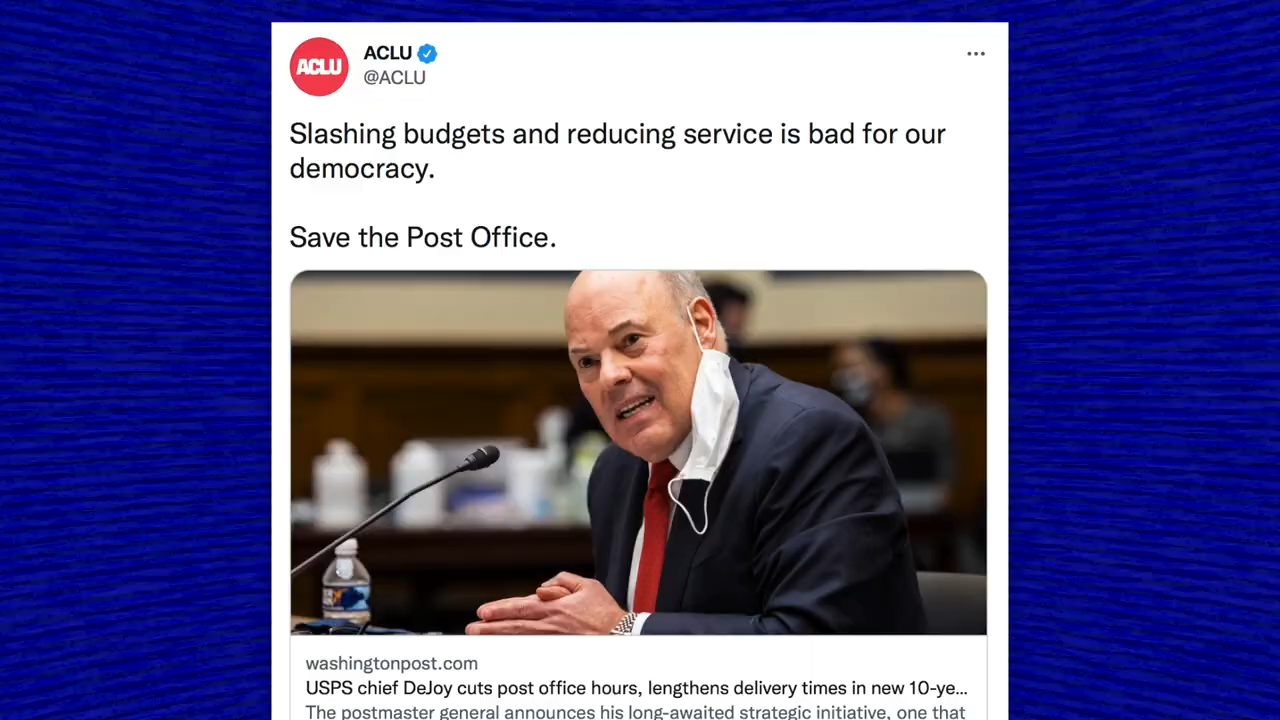 ACLU
ACLU
@ACLU
Slashing budgets and reducing service is bad for our
democracy.
Save the Post Office.
washingtonpost.com
USPS chief DeJoy cuts post office hours, lengthens delivery times in new 10-ye...
The postmaster general announces his long-awaited strategic initiative, one that